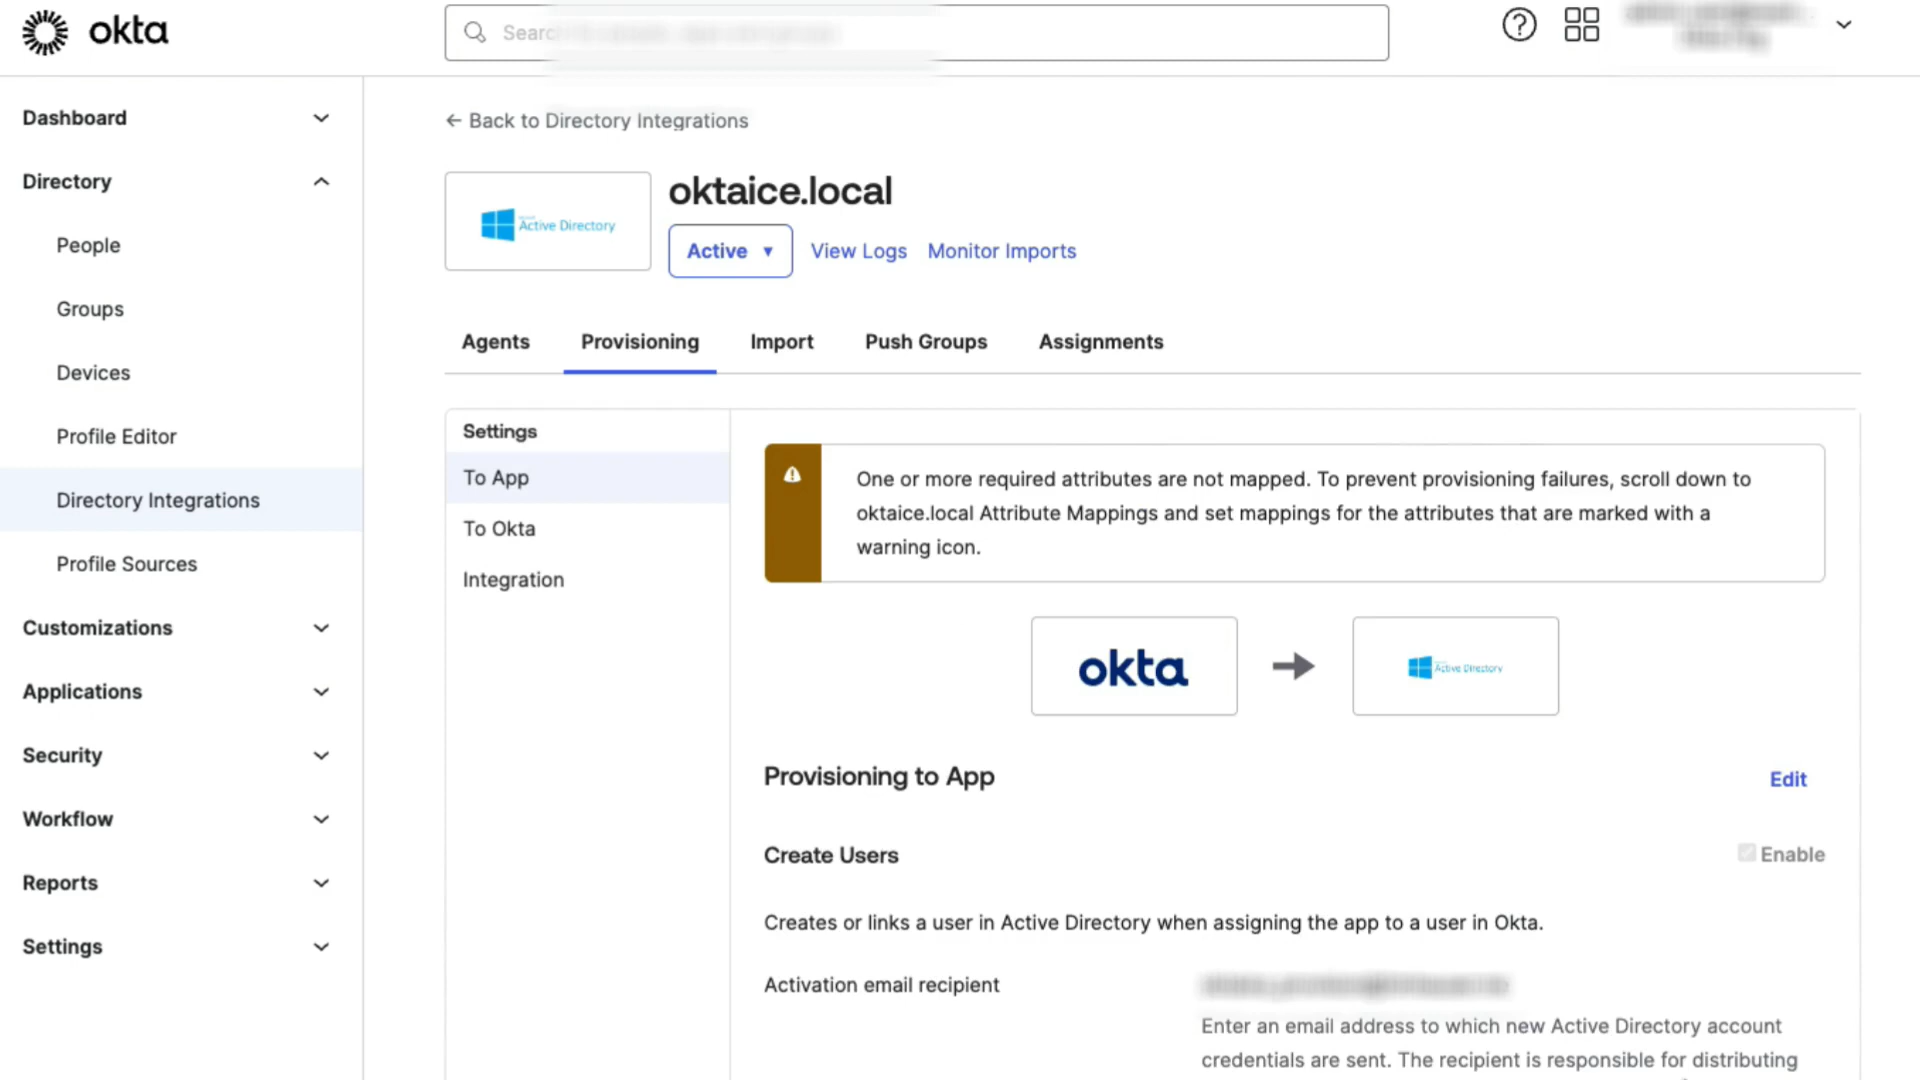 okta
Search
← Back to Directory Integrations
Dashboard
Directory
People
Groups
Devices
Profile Editor
Directory Integrations
Profile Sources
Customizations
Applications
Security
Workflow
Reports
Settings
Active Directory
oktaice.local
Active ▼ View Logs Monitor Imports
Agents Provisioning Import Push Groups Assignments
Settings
To App
To Okta
Integration
One or more required attributes are not mapped. To prevent provisioning failures, scroll down to
oktaice.local Attribute Mappings and set mappings for the attributes that are marked with a
warning icon.
okta
Active Directory
Provisioning to App
Edit
Create Users
Enable
Creates or links a user in Active Directory when assigning the app to a user in Okta.
Activation email recipient
Enter an email address to which new Active Directory account
credentials are sent. The recipient is responsible for distributing